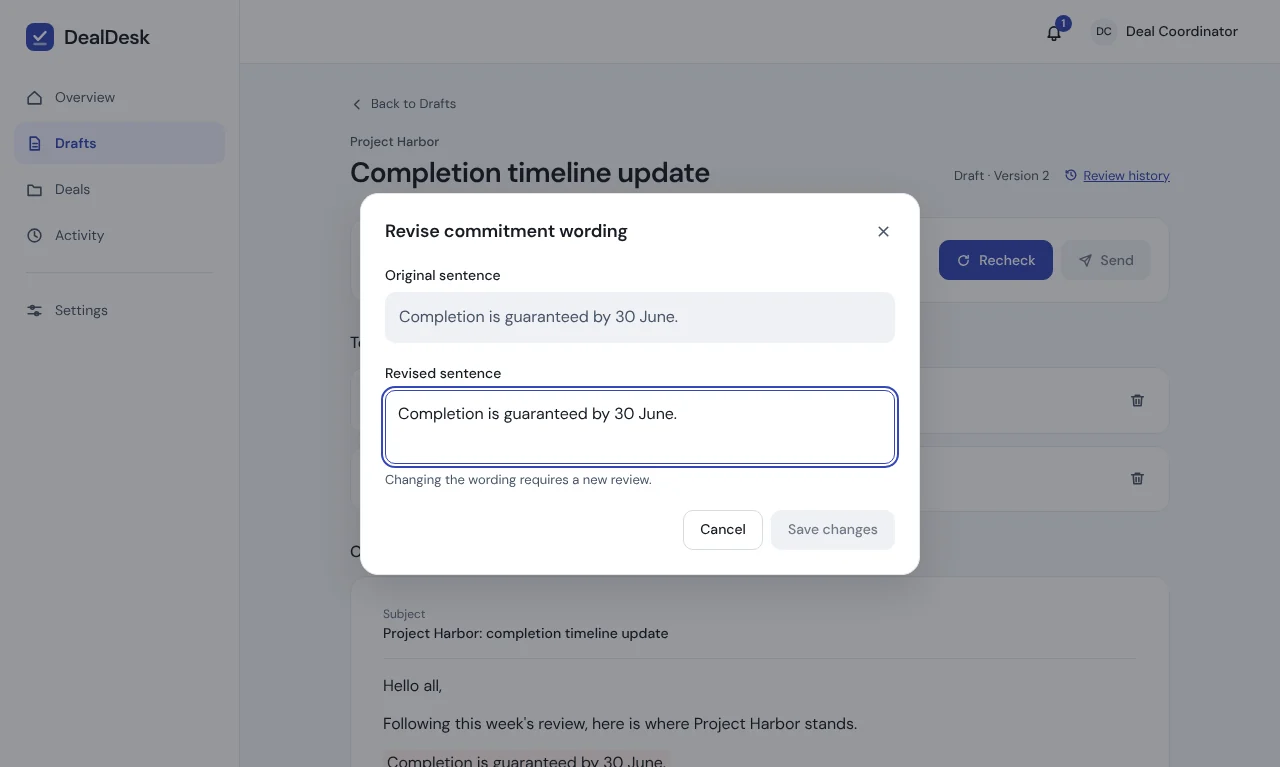 DealDesk
1
DC
Deal Coordinator
Overview
Drafts
Deals
Activity
Settings
Back to Drafts
Project Harbor
Completion timeline update
Draft · Version 2
Review history
Recheck
Send
Revise commitment wording
Original sentence
Completion is guaranteed by 30 June.
Revised sentence
Completion is guaranteed by 30 June.
Changing the wording requires a new review.
Cancel
Save changes
Subject
Project Harbor: completion timeline update
Hello all,
Following this week's review, here is where Project Harbor stands.
Completion is guaranteed by 30 June.